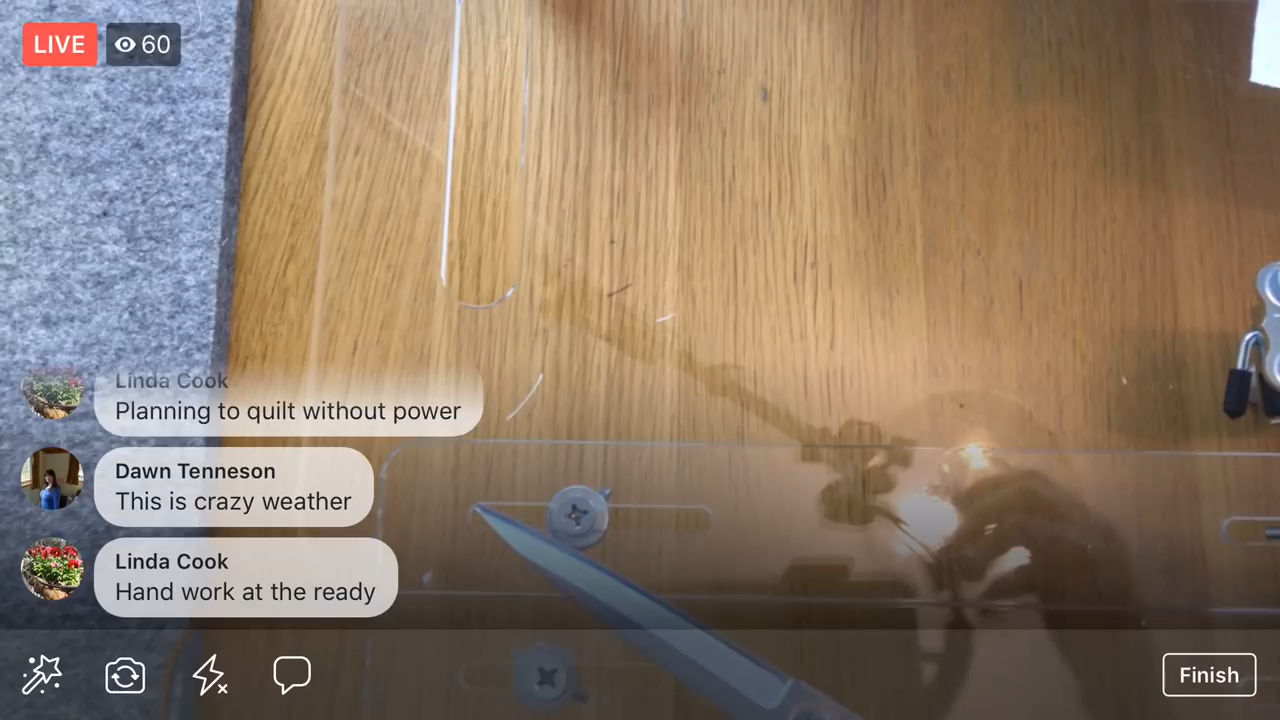 LIVE
60
Linda Cook
Planning to quilt without power
Dawn Tenneson
This is crazy weather
Linda Cook
Hand work at the ready
Finish